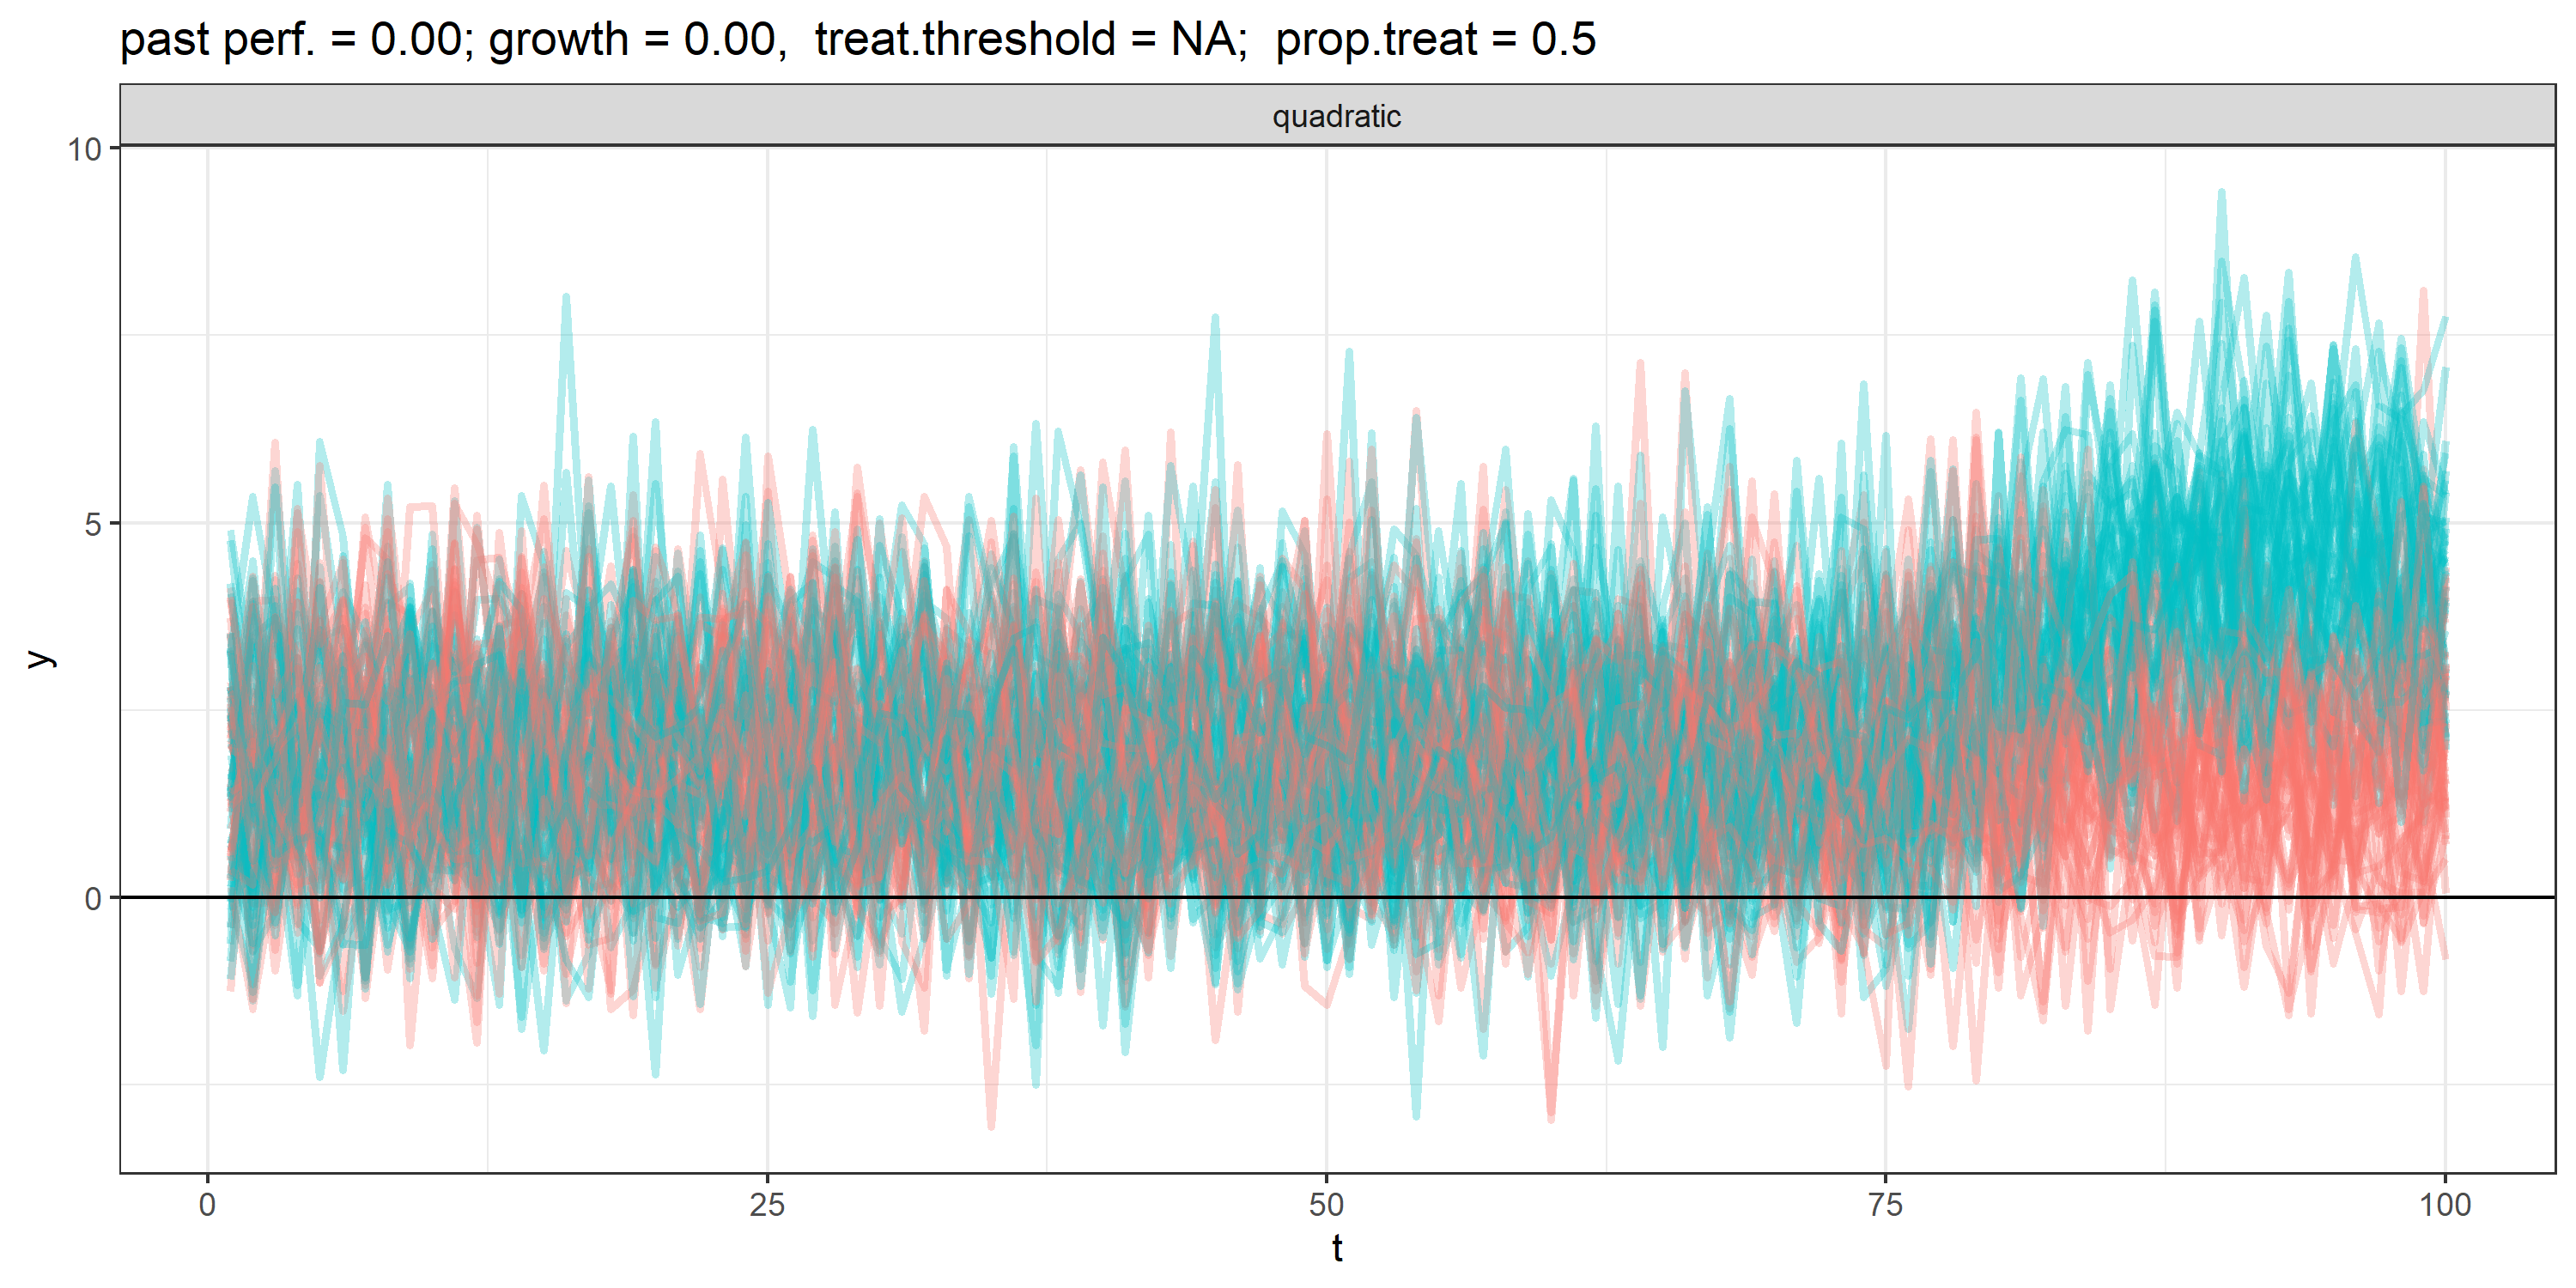 past perf. = 0.00; growth = 0.00,  treat.threshold = NA;  prop.treat = 0.5
quadratic
10
5
0
y
0 25 50 75 100
t